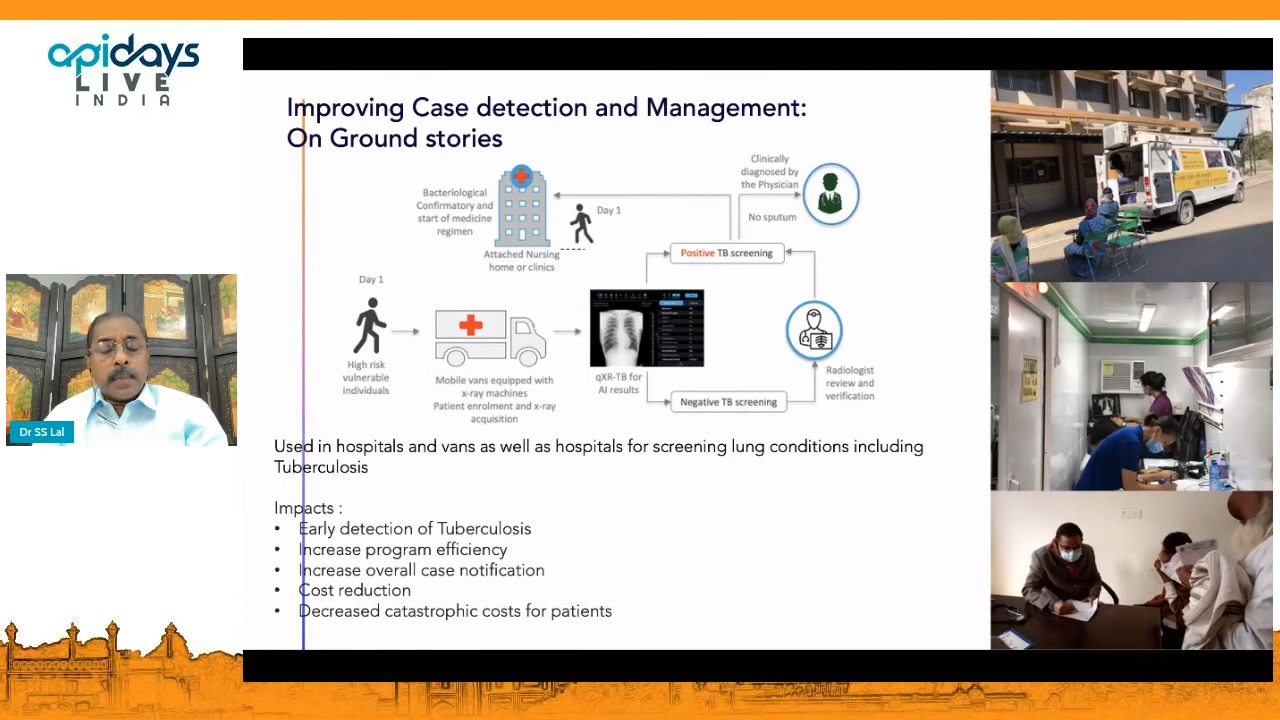 apidays
LIVE
INDIA
Improving Case detection and Management:
On Ground stories
Clinically
diagnosed by
the Physician
Bacteriological
Confirmatory and
start of medicine
regimen
Day 1
No sputum
Attached Nursing
home or clinics
Positive TB screening
Day 1
High risk
vulnerable
individuals
Mobile vans equipped with
x-ray machines
Patient enrolment and x-ray
acquisition
qXR-TB for
AI results
Negative TB screening
Radiologist
review and
verification
Dr SS Lal
Used in hospitals and vans as well as hospitals for screening lung conditions including
Tuberculosis
Impacts :
• Early detection of Tuberculosis
• Increase program efficiency
• Increase overall case notification
• Cost reduction
• Decreased catastrophic costs for patients